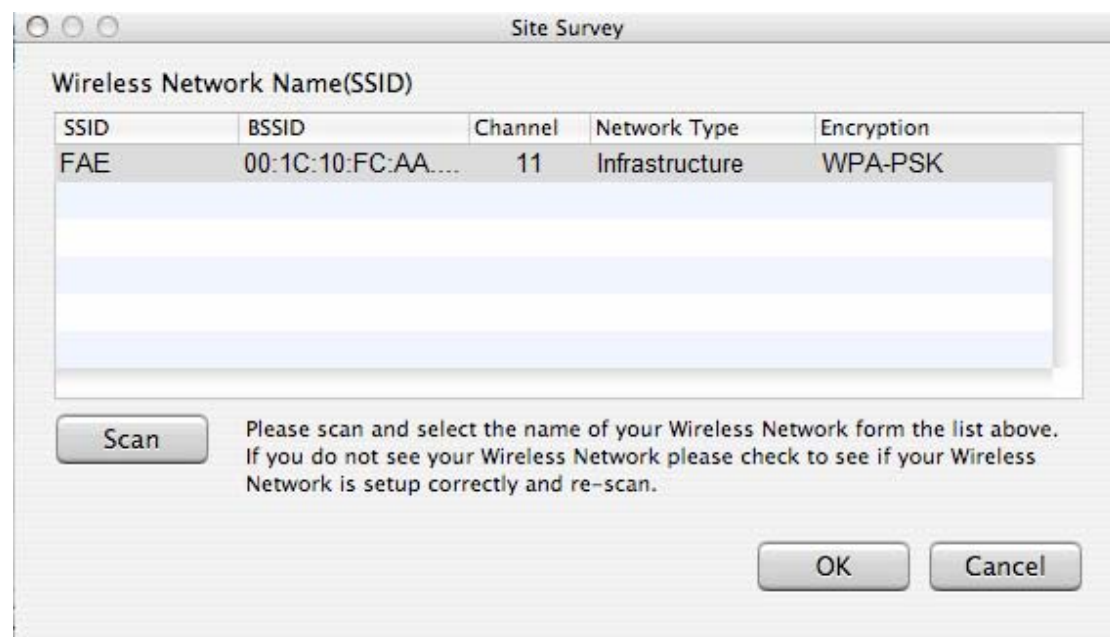 Site Survey
Wireless Network Name(SSID)
SSID BSSID Channel Network Type Encryption
FAE 00:1C:10:FC:AA.... 11 Infrastructure WPA-PSK
Scan
Please scan and select the name of your Wireless Network form the list above.
If you do not see your Wireless Network please check to see if your Wireless
Network is setup correctly and re-scan.
OK Cancel